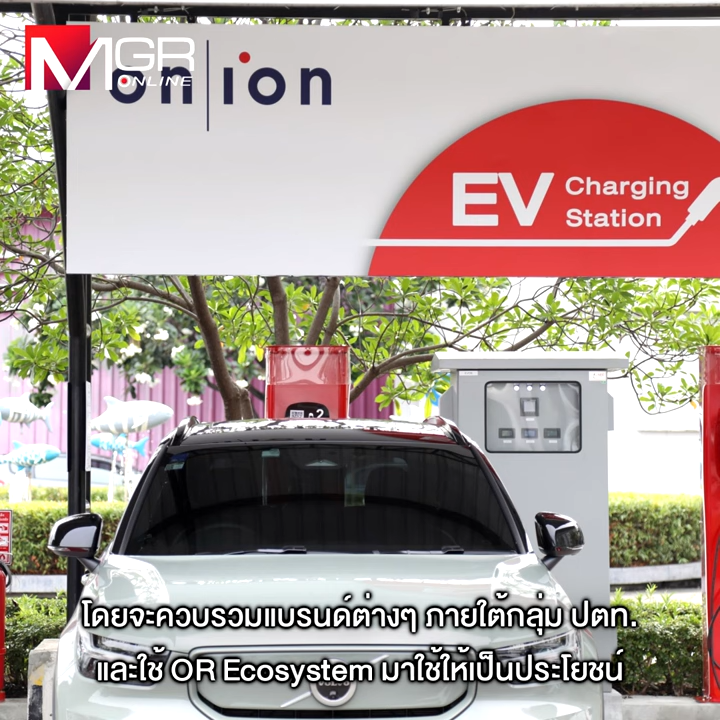 MGR
ONLINE
on|ion
EV Charging
Station
2
VOLVO
โดยจะควบรวมแบรนด์ต่างๆ ภายใต้กลุ่ม ปตท.
และใช้ OR Ecosystem มาใช้ให้เป็นประโยชน์